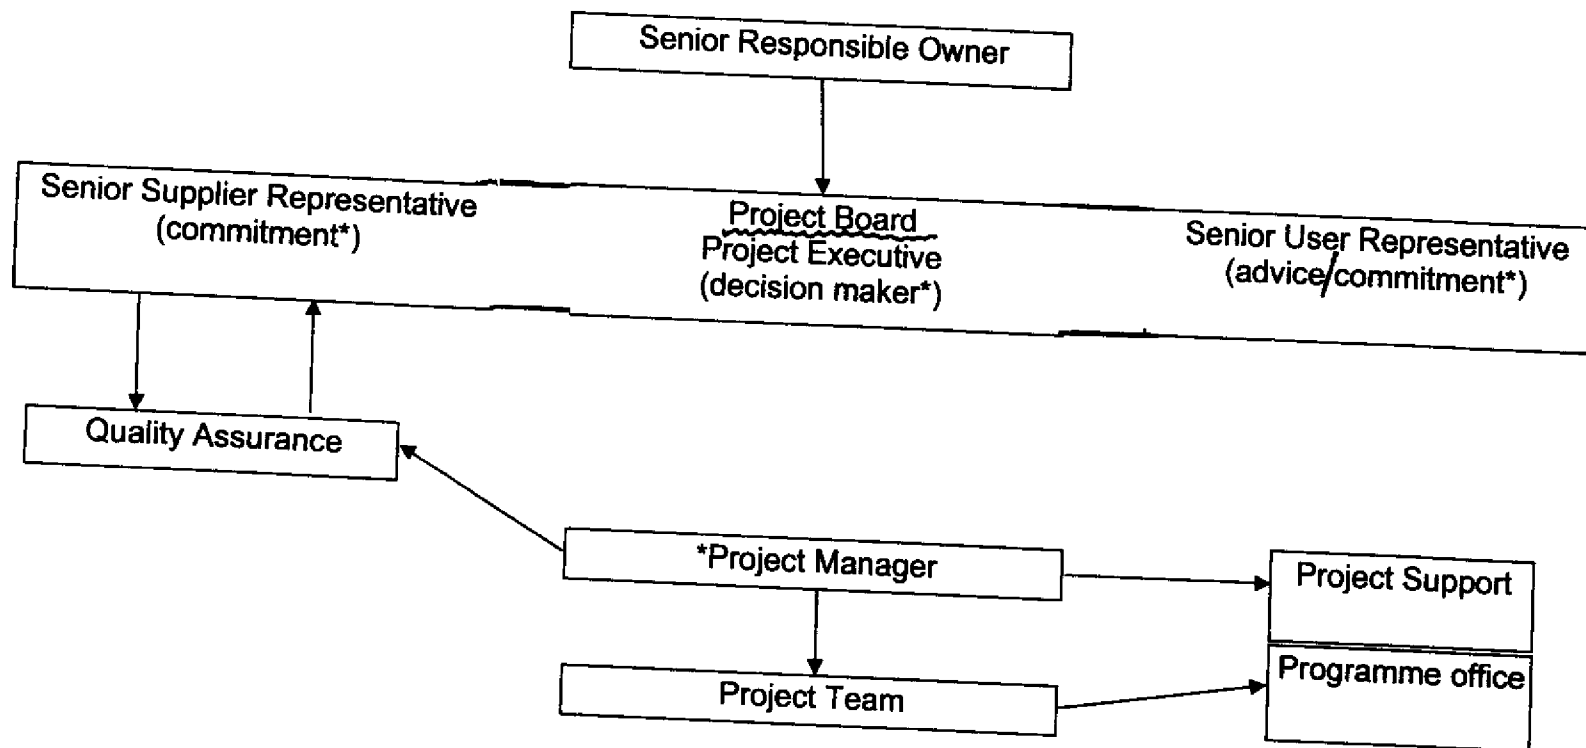 Senior Responsible Owner
Senior Supplier Representative
(commitment*)
Project Board
Project Executive
(decision maker*)
Senior User Representative
(advice/commitment*)
Quality Assurance
*Project Manager
Project Support
Project Team
Programme office